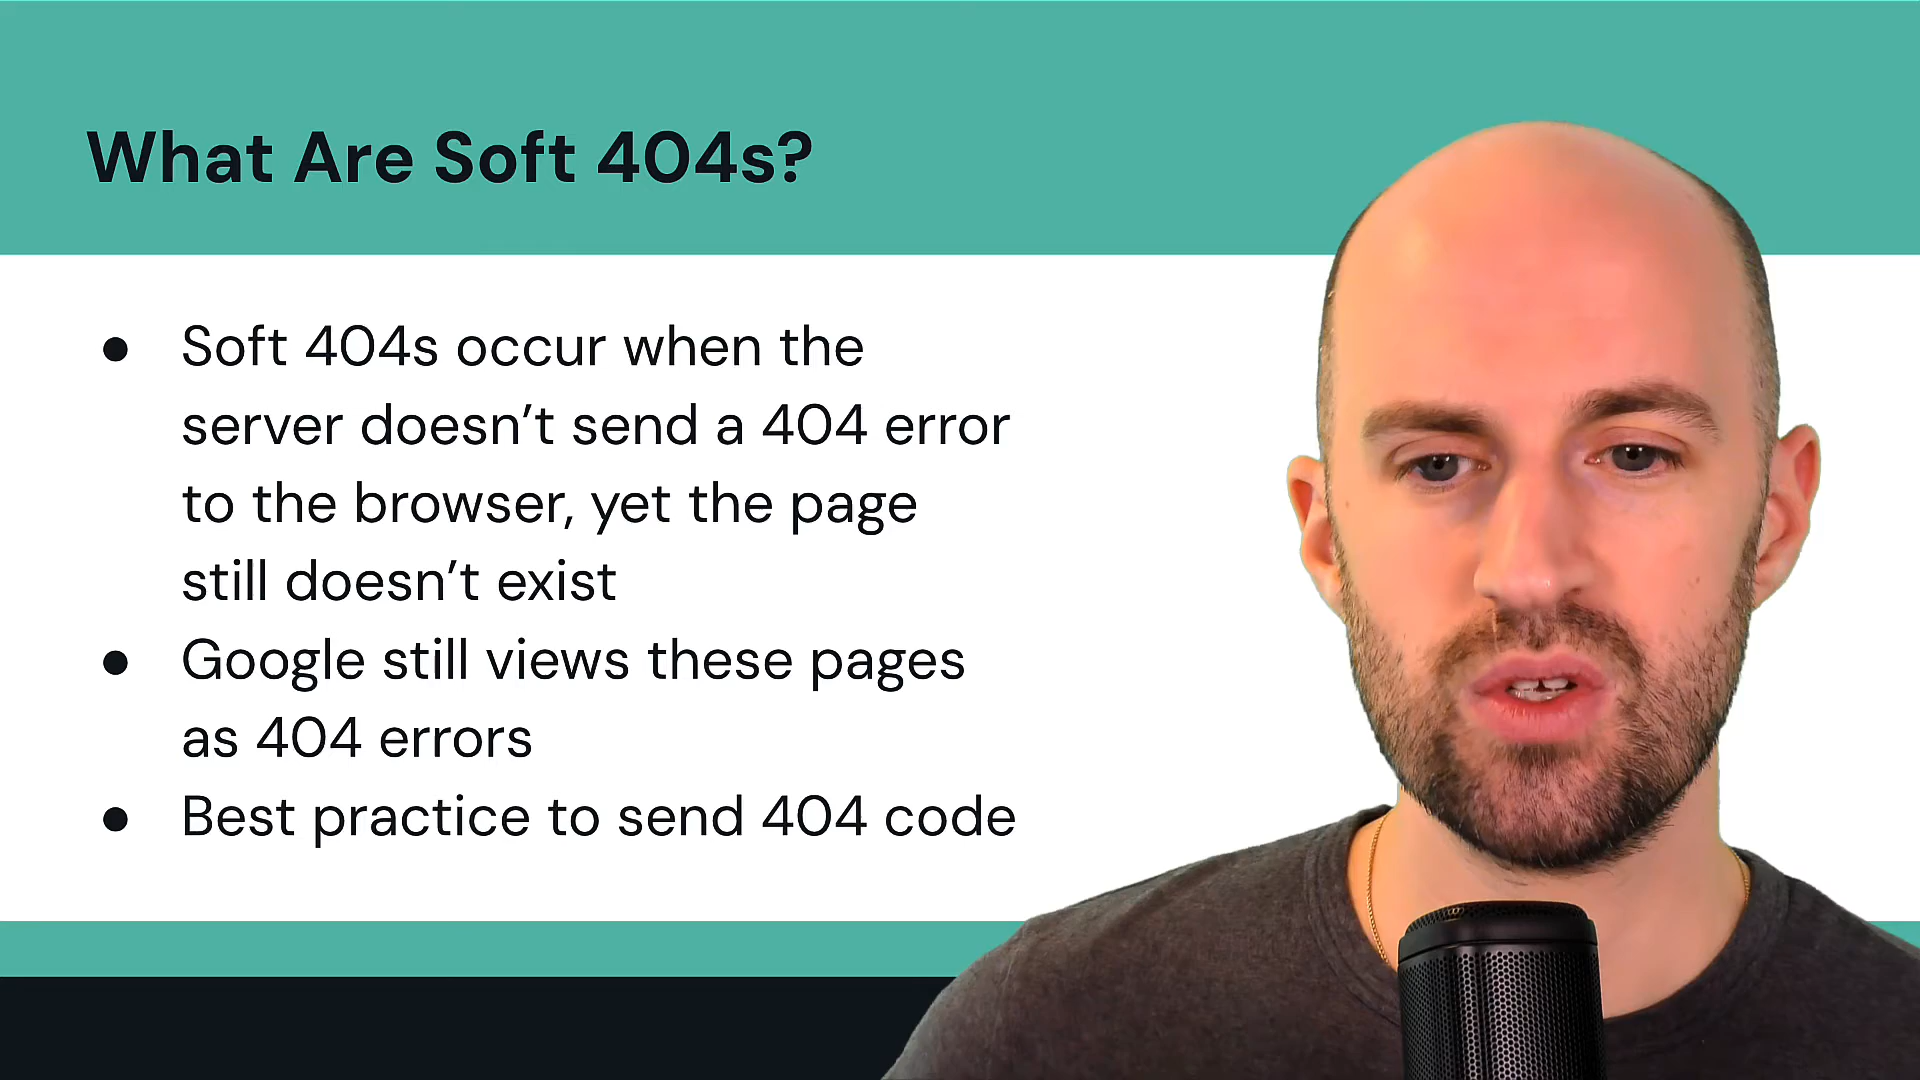 What Are Soft 404s?
● Soft 404s occur when the
server doesn’t send a 404 error
to the browser, yet the page
still doesn’t exist
● Google still views these pages
as 404 errors
● Best practice to send 404 code